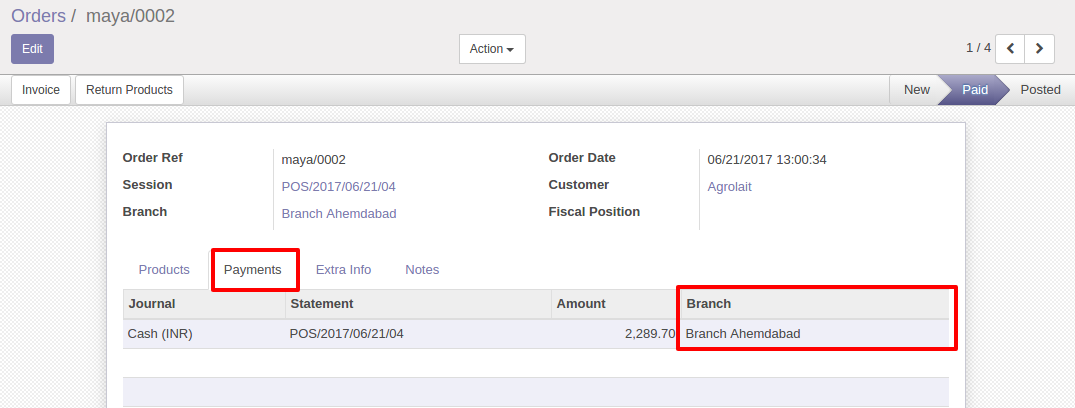 Orders / maya/0002
Edit
Action
1 / 4
Invoice
Return Products
New
Paid
Posted
Order Ref
maya/0002
Order Date
06/21/2017 13:00:34
Session
POS/2017/06/21/04
Customer
Agrolait
Branch
Branch Ahemdabad
Fiscal Position
Products
Payments
Extra Info
Notes
Journal
Statement
Amount
Branch
Cash (INR)
POS/2017/06/21/04
2,289.70
Branch Ahemdabad